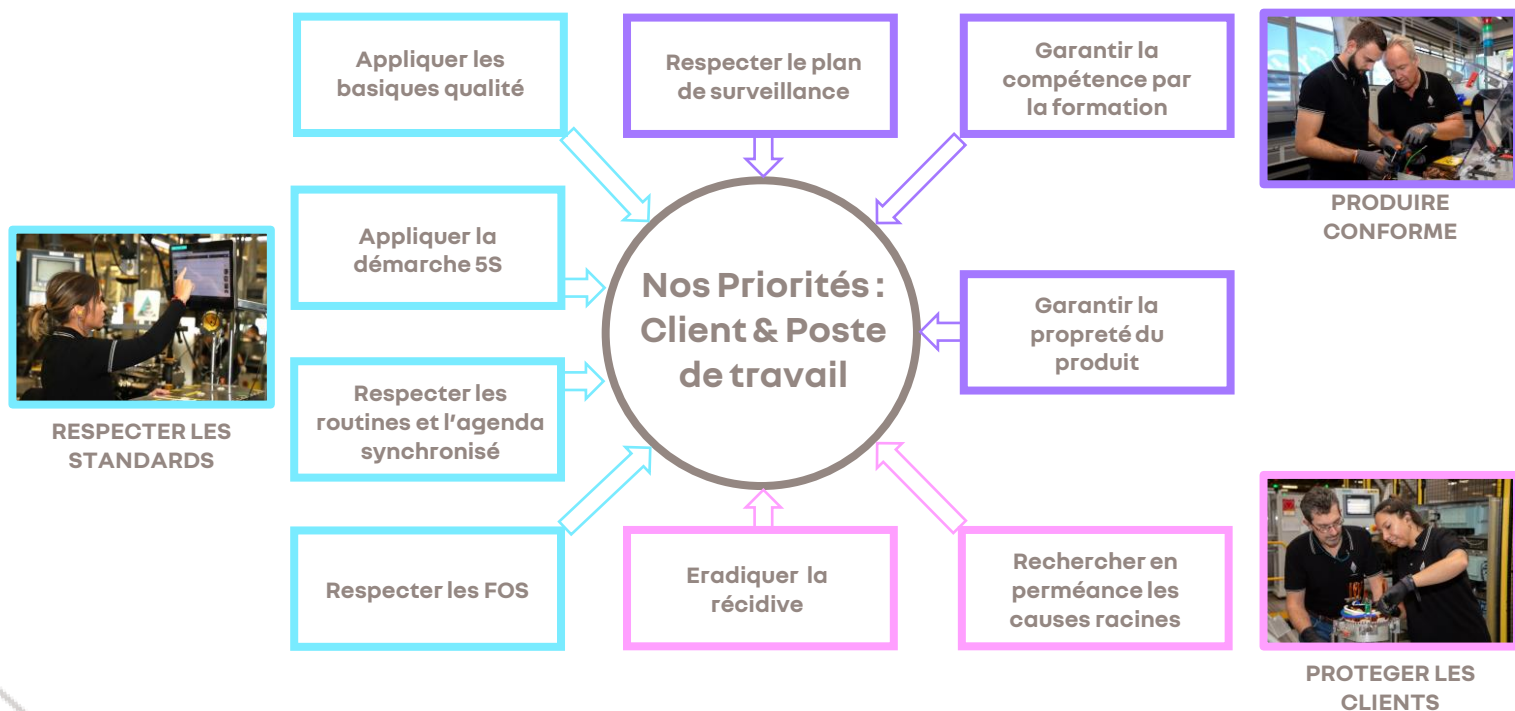 Appliquer les
basiques qualité
Respecter le plan
de surveillance
Garantir la
compétence par
la formation
PRODUIRE
CONFORME
Appliquer la
démarche 5S
Nos Priorités :
Client & Poste
de travail
Garantir la
propreté du
produit
RESPECTER LES
STANDARDS
Respecter les
routines et l’agenda
synchronisé
Respecter les FOS
Eradiquer la
récidive
Rechercher en
perméance les
causes racines
PROTEGER LES
CLIENTS